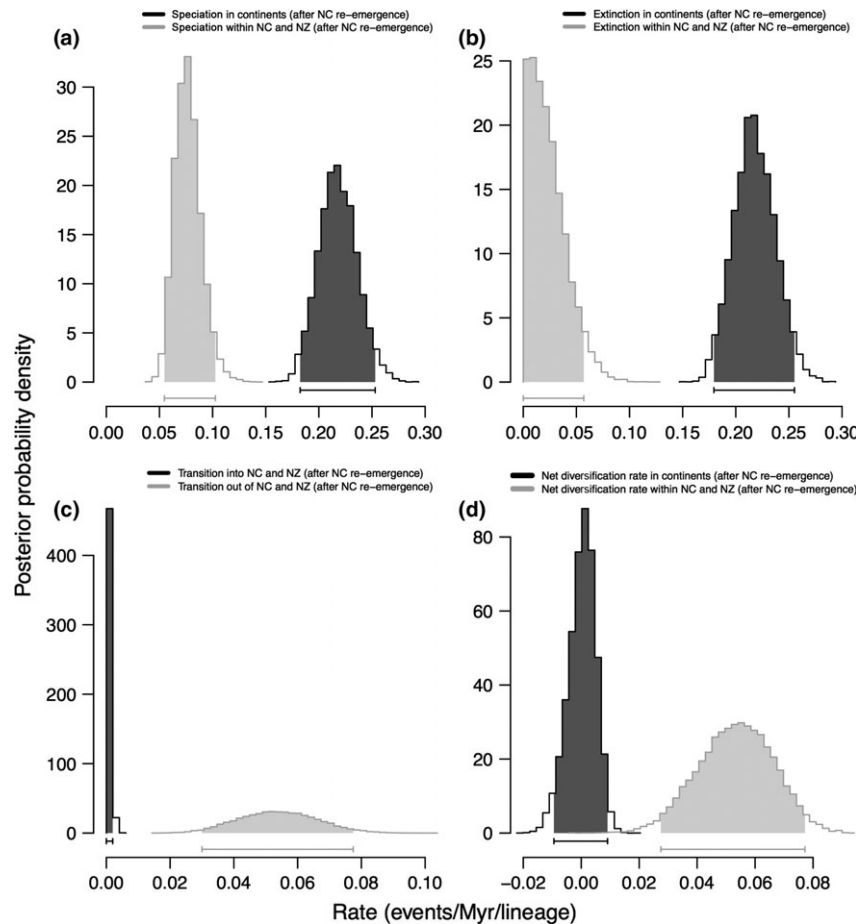 (a)
Speciation in continents (after NC re−emergence)
Speciation within NC and NZ (after NC re−emergence)
30
25
20
15
10
5
0
0.00 0.05 0.10 0.15 0.20 0.25 0.30
(b)
Extinction in continents (after NC re−emergence)
Extinction within NC and NZ (after NC re−emergence)
25
20
15
10
5
0
0.00 0.05 0.10 0.15 0.20 0.25 0.30
Posterior probability density
(c)
Transition into NC and NZ (after NC re−emergence)
Transition out of NC and NZ (after NC re−emergence)
400
300
200
100
0
0.00 0.02 0.04 0.06 0.08 0.10
(d)
Net diversification rate in continents (after NC re−emergence)
Net diversification rate within NC and NZ (after NC re−emergence)
80
60
40
20
0
−0.02 0.00 0.02 0.04 0.06 0.08
Rate (events/Myr/lineage)